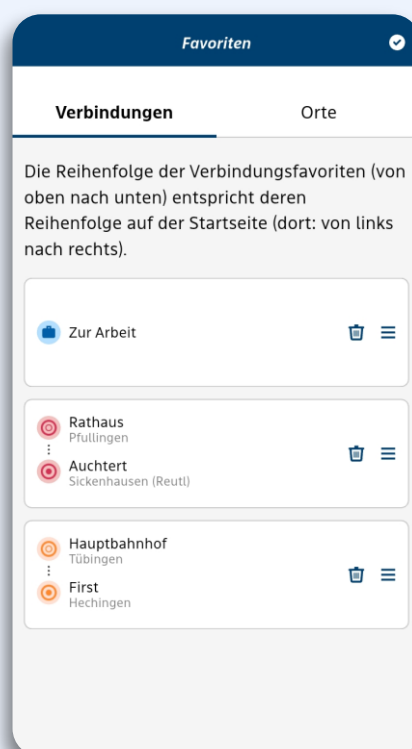 Favoriten
Verbindungen
Orte
Die Reihenfolge der Verbindungsfavoriten (von
oben nach unten) entspricht deren
Reihenfolge auf der Startseite (dort: von links
nach rechts).
Zur Arbeit
Rathaus
Pfullingen
Auchtert
Sickenhausen (Reutl)
Hauptbahnhof
Tübingen
First
Hechingen